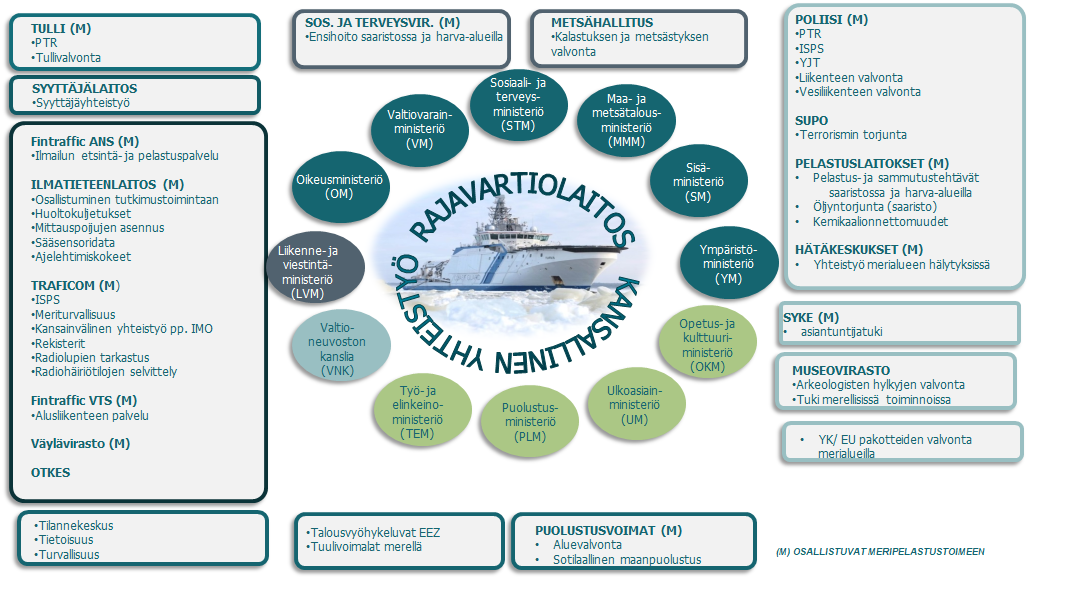 TULLI (M)
•PTR
•Tullivalvonta
SYYTTÄJÄLAITOS
•Syyttäjäyhteistyö
Fintraffic ANS (M)
•Ilmailun etsintä- ja pelastuspalvelu
ILMATIETEENLAITOS (M)
•Osallistuminen tutkimustoimintaan
•Huoltokuljetukset
•Mittauspoijujen asennus
•Sääsensoridata
•Ajelehtimiskokeet
TRAFICOM (M)
•ISPS
•Meriturvallisuus
•Kansainvälinen yhteistyö pp. IMO
•Rekisterit
•Radiolupien tarkastus
•Radiohäiriötilojen selvittely
Fintraffic VTS (M)
•Alusliikenteen palvelu
Väylävirasto (M)
OTKES
•Tilannekeskus
•Tietoisuus
•Turvallisuus
SOS. JA TERVEYSVIR. (M)
•Ensihoito saaristossa ja harva-alueilla
METSÄHALLITUS
•Kalastuksen ja metsästyksen
valvonta
Sosiaali- ja
terveys-
ministeriö
(STM)
Maa- ja
metsätalous-
ministeriö
(MMM)
Sisä-
ministeriö
(SM)
Ympäristö-
ministeriö
(YM)
Opetus- ja
kulttuuri-
ministeriö
(OKM)
Ulkoasiain-
ministeriö
(UM)
Puolustus-
ministeriö
(PLM)
Työ- ja
elinkeino-
ministeriö
(TEM)
Valtio-
neuvoston
kanslia
(VNK)
Liikenne- ja
viestintä-
ministeriö
(LVM)
Oikeusministeriö
(OM)
Valtiovarain-
ministeriö
(VM)
RAJAVARTIOLAITOS
KANSALLINEN YHTEISTYÖ
•Talousvyöhykeluvat EEZ
•Tuulivoimalat merellä
PUOLUSTUSVOIMAT (M)
• Aluevalvonta
• Sotilaallinen maanpuolustus
POLIISI (M)
•PTR
•ISPS
•YJT
•Liikenteen valvonta
•Vesiliikenteen valvonta
SUPO
•Terrorismin torjunta
PELASTUSLAITOKSET (M)
• Pelastus- ja sammutustehtävät
saaristossa ja harva-alueilla
• Öljyntorjunta (saaristo)
• Kemikaalionnettomuudet
HÄTÄKESKUKSET (M)
• Yhteistyö merialueen hälytyksissä
SYKE (M)
• asiantuntijatuki
MUSEOVIRASTO
•Arkeologisten hylkyjen valvonta
•Tuki merellisissä toiminnoissa
• YK/ EU pakotteiden valvonta
merialueilla
(M) OSALLISTUVAT MERIPELASTUSTOIMEEN